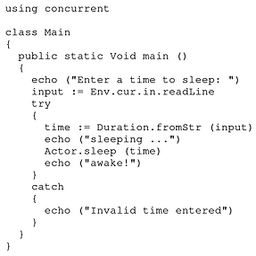 using concurrent

class Main
{
  public static Void main ()
  {
    echo ("Enter a time to sleep: ")
    input := Env.cur.in.readLine
    try
    {
      time := Duration.fromStr (input)
      echo ("sleeping ...")
      Actor.sleep (time)
      echo ("awake!")
    }
    catch
    {
      echo ("Invalid time entered")
    }
  }
}